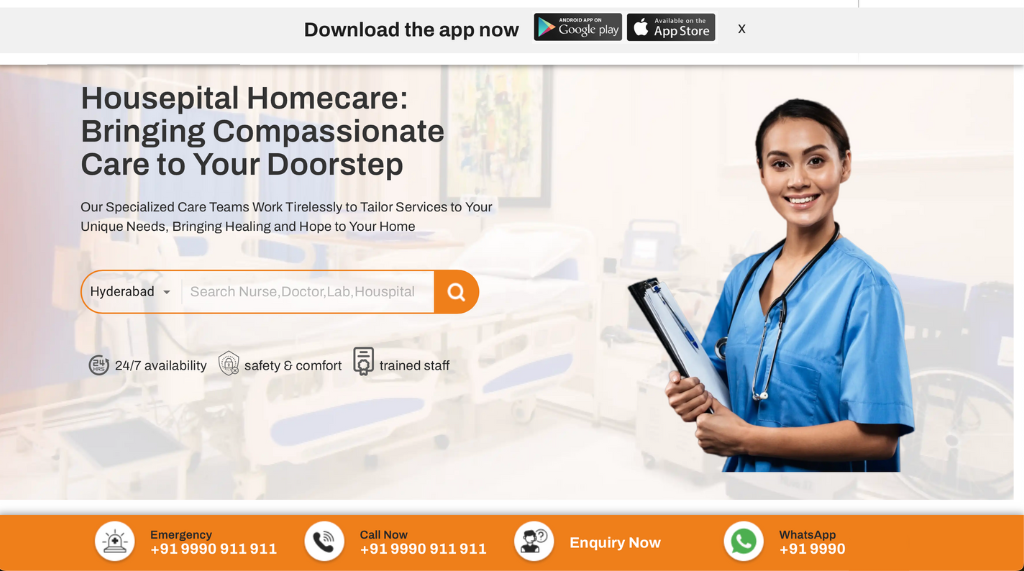 Download the app now
ANDROID APP ON
Google play
Available on the
App Store
X
Housepital Homecare:
Bringing Compassionate
Care to Your Doorstep
Our Specialized Care Teams Work Tirelessly to Tailor Services to Your
Unique Needs, Bringing Healing and Hope to Your Home
Hyderabad
Search Nurse,Doctor,Lab,Houspital
24/7 availability
safety & comfort
trained staff
Emergency
+91 9990 911 911
Call Now
+91 9990 911 911
Enquiry Now
WhatsApp
+91 9990